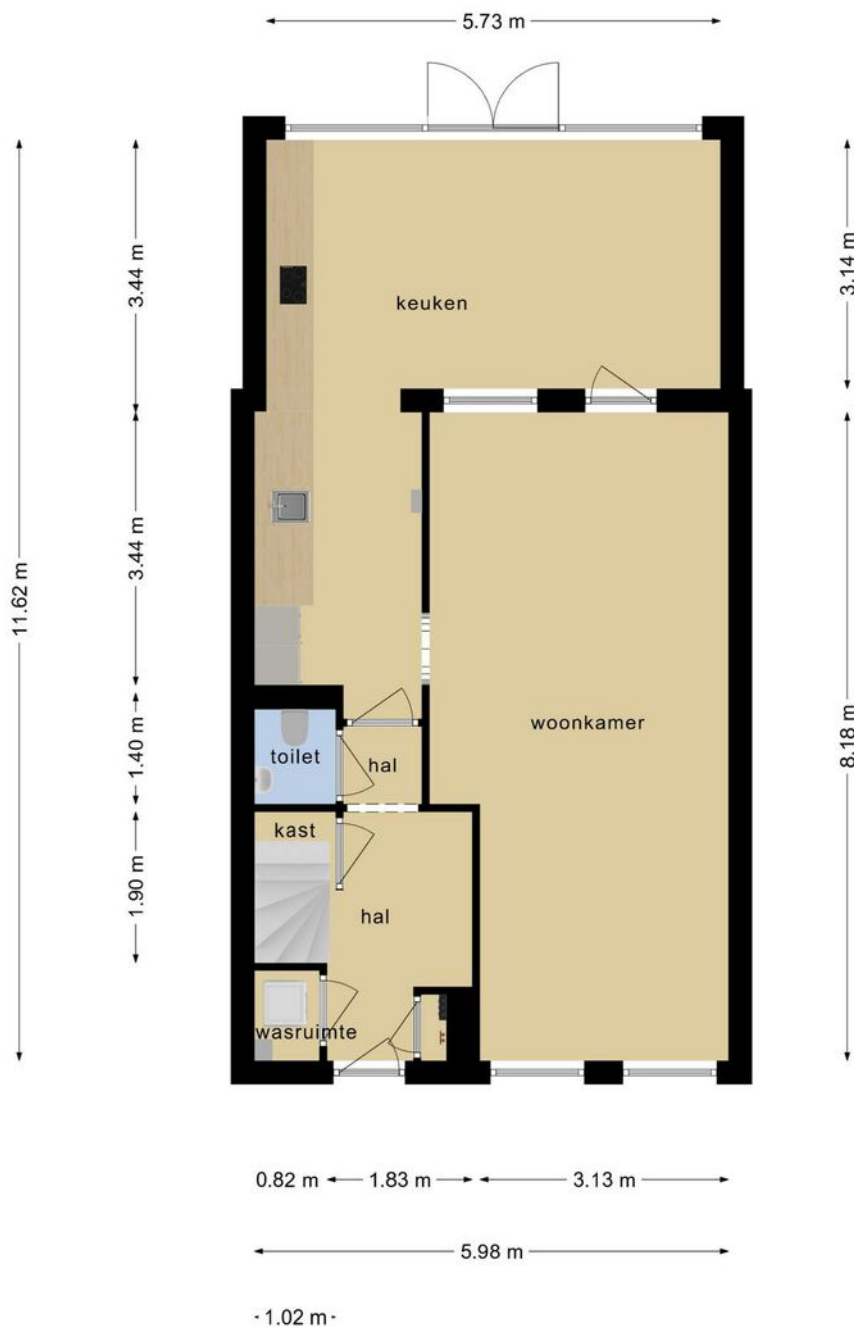 5.73 m
3.44 m
3.14 m
keuken
3.44 m
11.62 m
8.18 m
woonkamer
1.40 m
toilet
hal
kast
1.90 m
hal
wasruimte
0.82 m
1.83 m
3.13 m
5.98 m
1.02 m